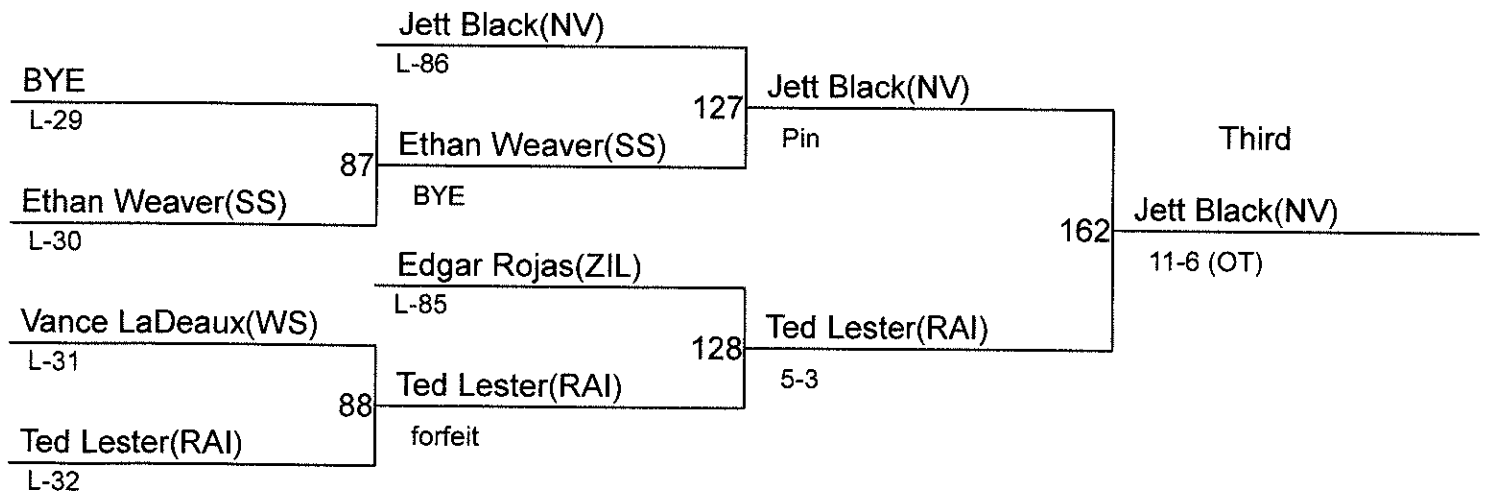 Jett Black(NV)
L-86
BYE
L-29
127
Jett Black(NV)
Pin
Third
87
Ethan Weaver(SS)
BYE
Ethan Weaver(SS)
L-30
162
Jett Black(NV)
11-6 (OT)
Edgar Rojas(ZIL)
L-85
Vance LaDeaux(WS)
L-31
128
Ted Lester(RAI)
5-3
88
Ted Lester(RAI)
forfeit
Ted Lester(RAI)
L-32